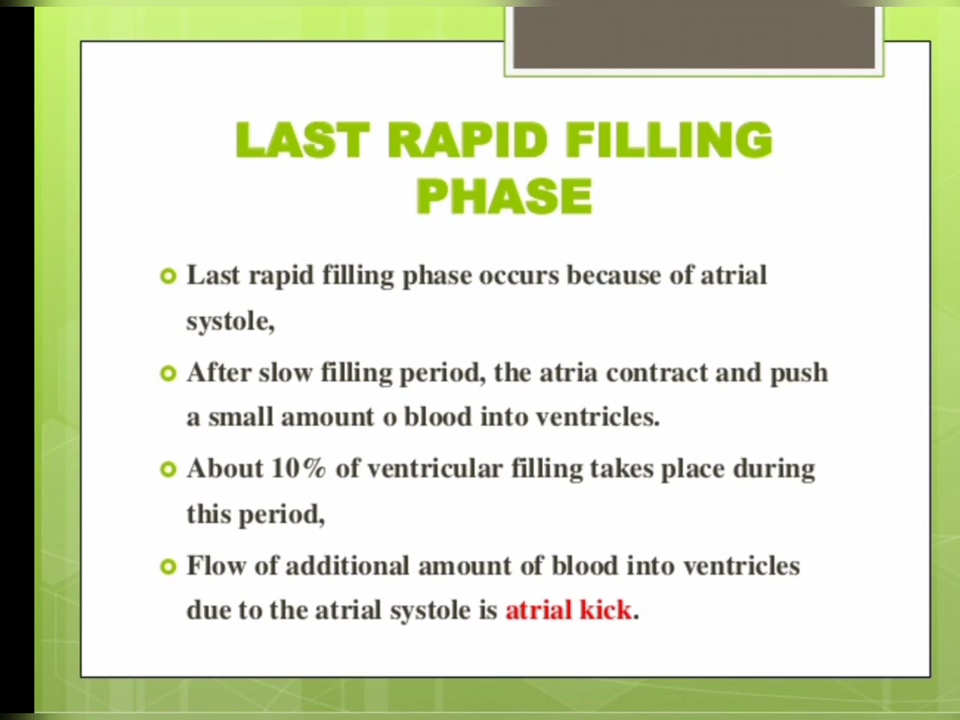 LAST RAPID FILLING
PHASE
Last rapid filling phase occurs because of atrial
systole,
After slow filling period, the atria contract and push
a small amount o blood into ventricles.
About 10% of ventricular filling takes place during
this period,
Flow of additional amount of blood into ventricles
due to the atrial systole is atrial kick.